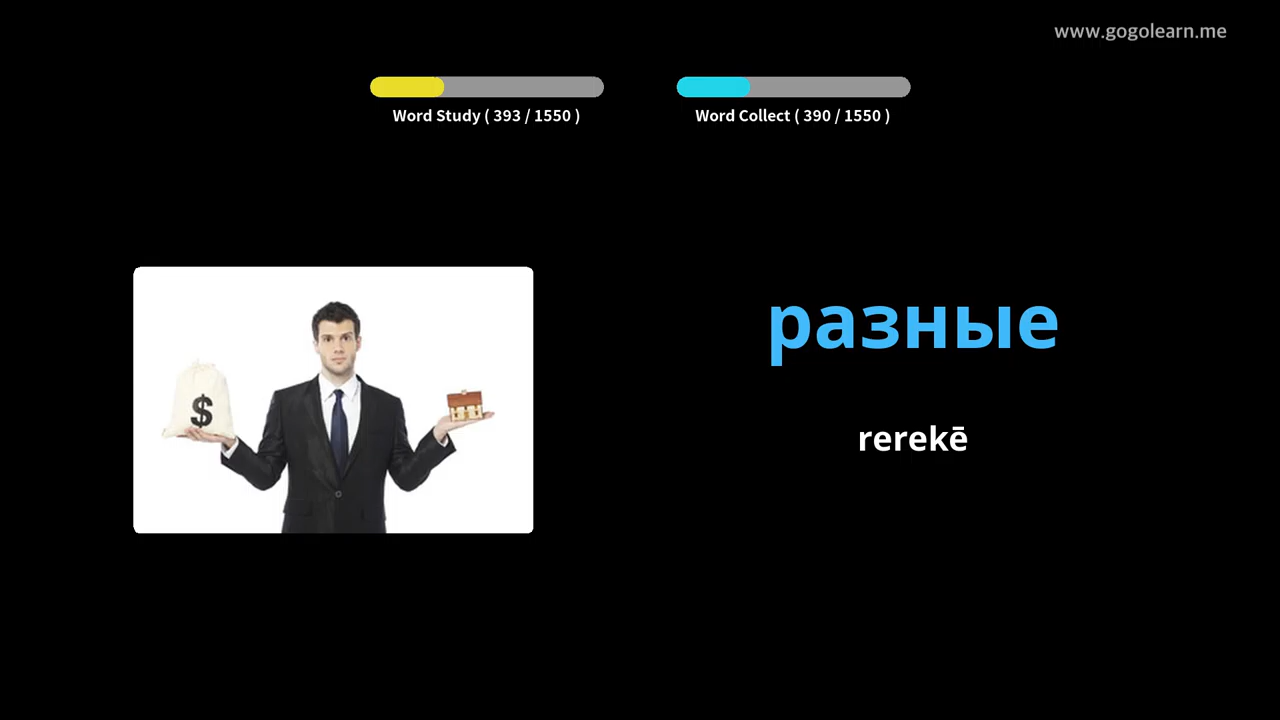 www.gogolearn.me
Word Study ( 393 / 1550 )
Word Collect ( 390 / 1550 )
$
разные
rerekē